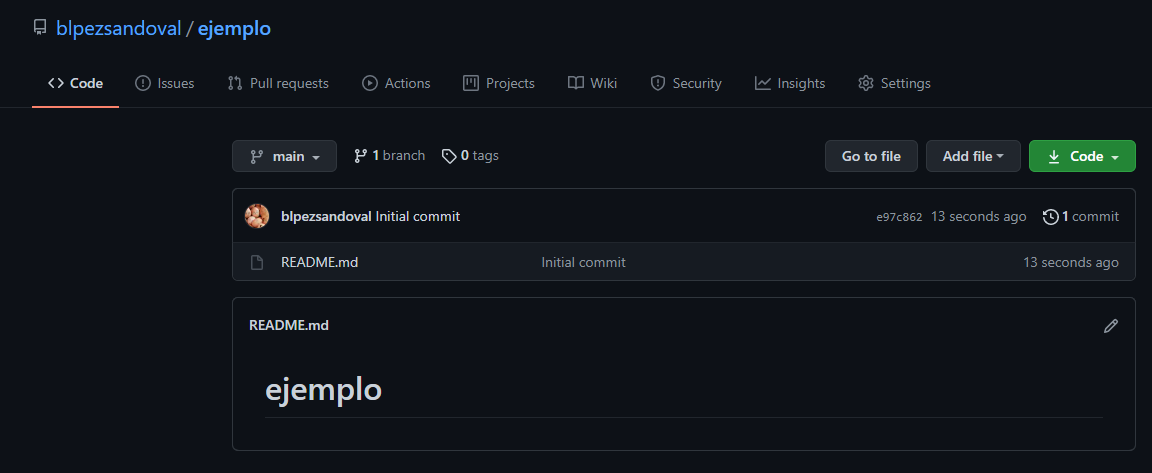 blpezsandoval / ejemplo
Code Issues Pull requests Actions Projects Wiki Security Insights Settings
main 1 branch 0 tags Go to file Add file Code
blpezsandoval Initial commit e97c862 13 seconds ago 1 commit
README.md Initial commit 13 seconds ago
README.md
ejemplo